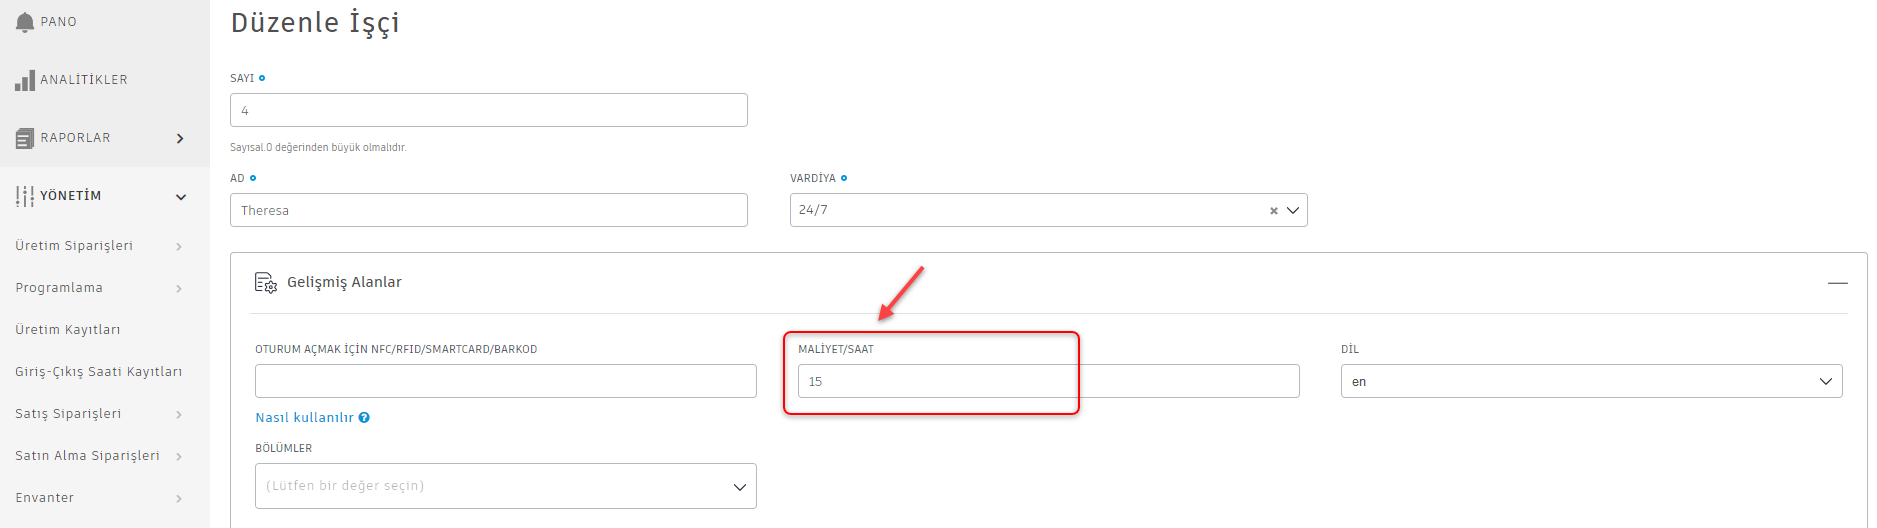 PANO
ANALİTİKLER
RAPORLAR
YÖNETİM
Üretim Siparişleri
Programlama
Üretim Kayıtları
Giriş-Çıkış Saati Kayıtları
Satış Siparişleri
Satın Alma Siparişleri
Envanter
Düzenle İşçi
SAYI
4
Sayısal.0 değerinden büyük olmalıdır.
AD
Theresa
VARDİYA
24/7
Gelişmiş Alanlar
OTURUM AÇMAK İÇİN NFC/RFID/SMARTCARD/BARKOD
Nasıl kullanılır
MALİYET/SAAT
15
DİL
en
BÖLÜMLER
(Lütfen bir değer seçin)